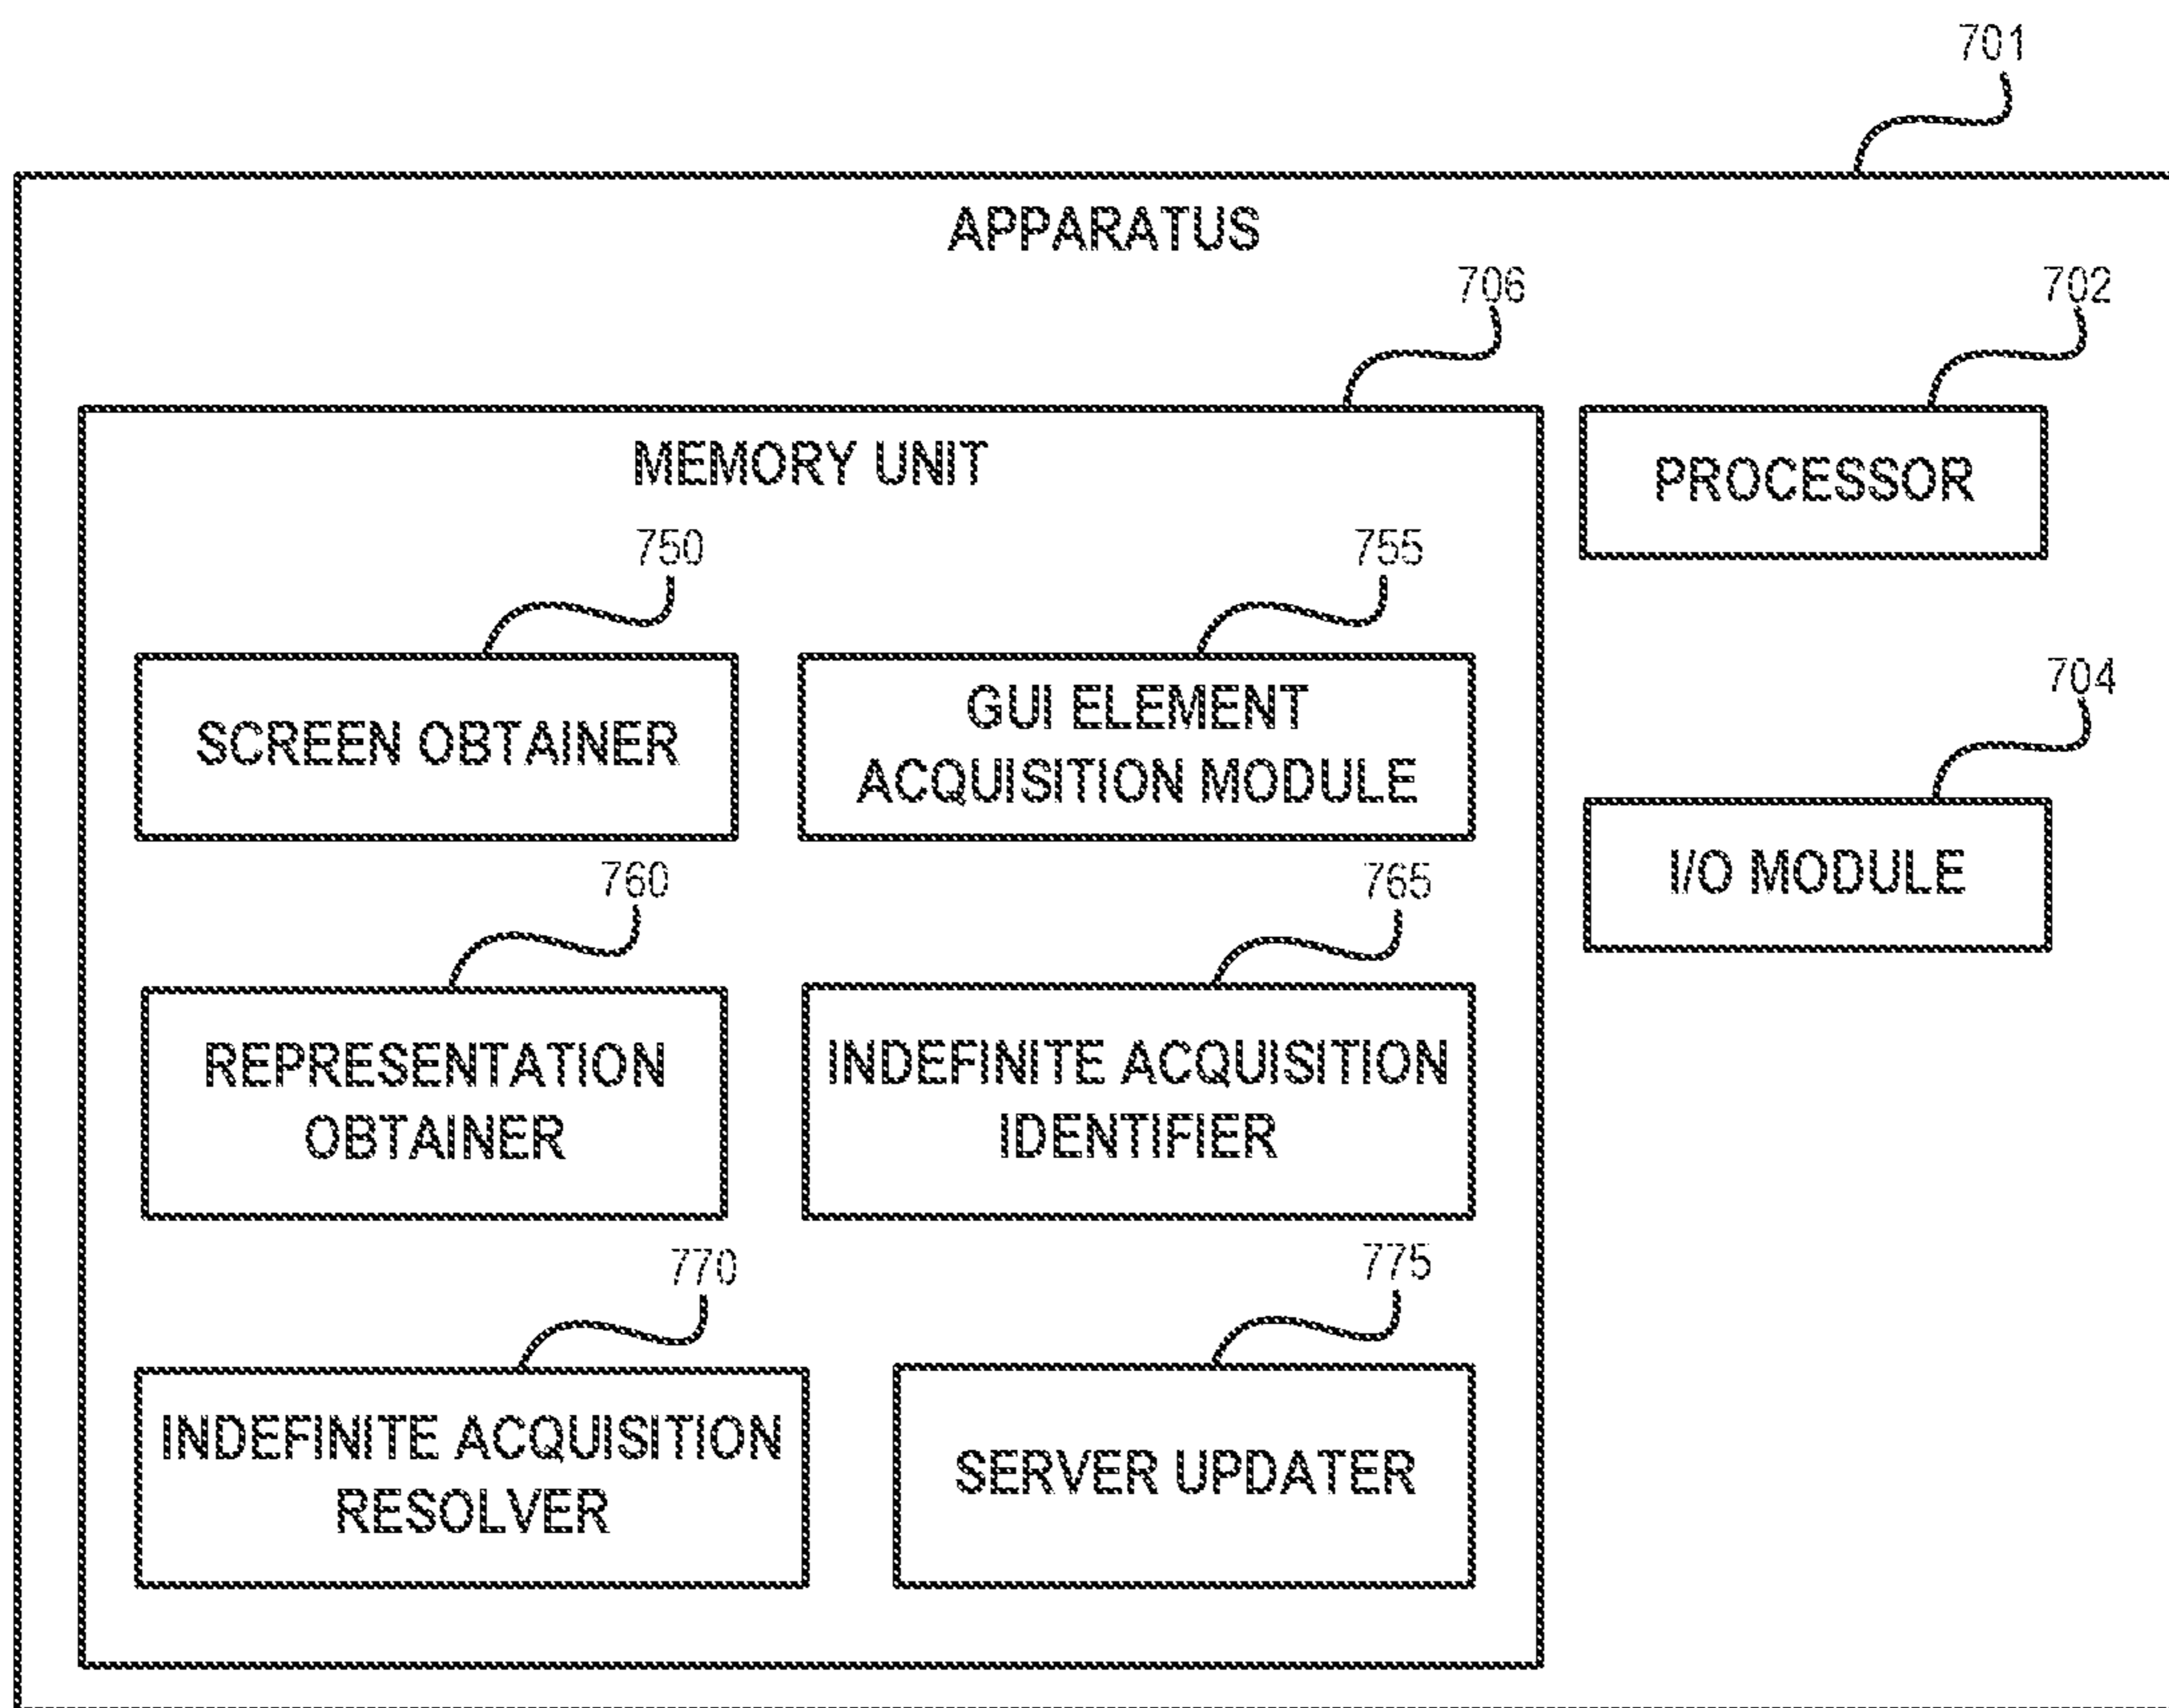 701
APPARATUS
706
702
MEMORY UNIT
PROCESSOR
750
755
704
SCREEN OBTAINER
GUI ELEMENT
ACQUISITION MODULE
I/O MODULE
760
765
REPRESENTATION
OBTAINER
INDEFINITE ACQUISITION
IDENTIFIER
770
775
INDEFINITE ACQUISITION
RESOLVER
SERVER UPDATER